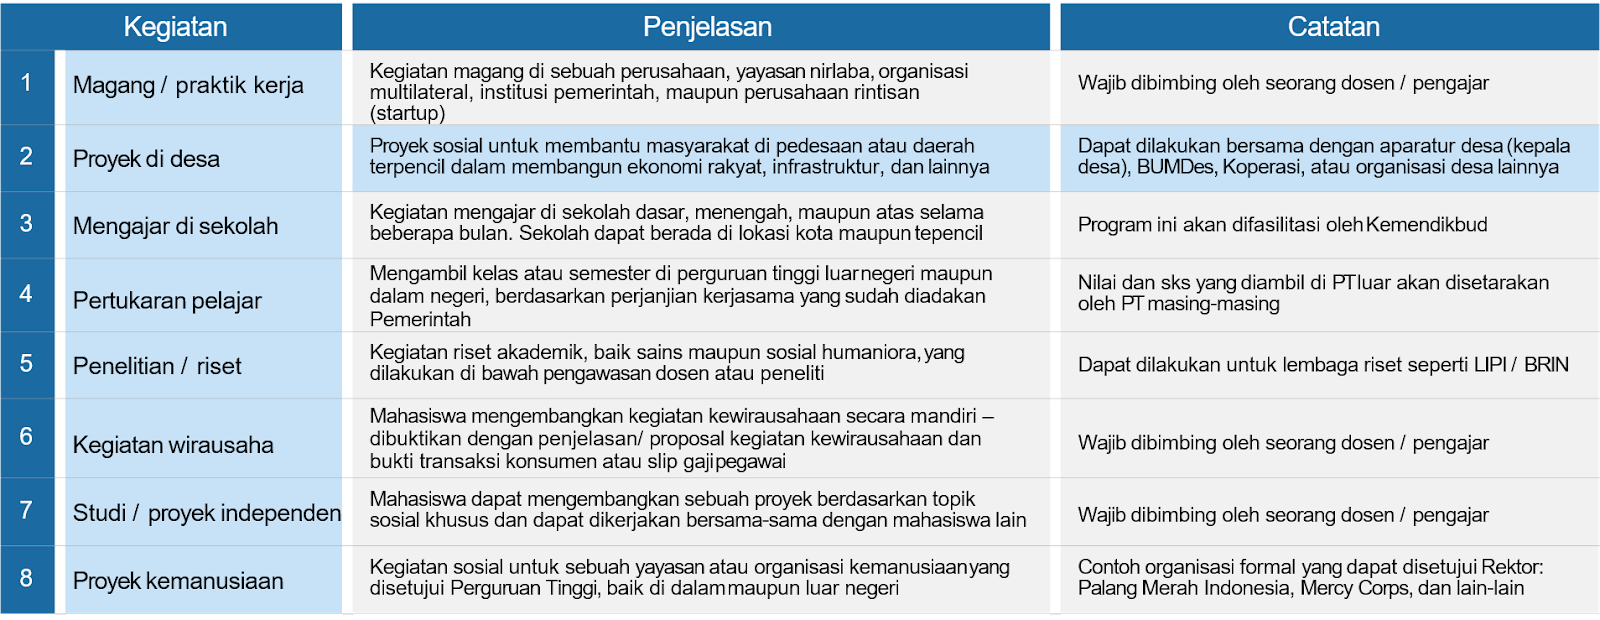 Kegiatan
Penjelasan
Catatan
1
Magang / praktik kerja
Kegiatan magang di sebuah perusahaan, yayasan nirlaba, organisasi
multilateral, institusi pemerintah, maupun perusahaan rintisan
(startup)
Wajib dibimbing oleh seorang dosen / pengajar
2
Proyek di desa
Proyek sosial untuk membantu masyarakat di pedesaan atau daerah
terpencil dalam membangun ekonomi rakyat, infrastruktur, dan lainnya
Dapat dilakukan bersama dengan aparatur desa (kepala
desa), BUMDes, Koperasi, atau organisasi desa lainnya
3
Mengajar di sekolah
Kegiatan mengajar di sekolah dasar, menengah, maupun atas selama
beberapa bulan. Sekolah dapat berada di lokasi kota maupun tepencil
Program ini akan difasilitasi oleh Kemendikbud
4
Pertukaran pelajar
Mengambil kelas atau semester di perguruan tinggi luar negeri maupun
dalam negeri, berdasarkan perjanjian kerjasama yang sudah diadakan
Pemerintah
Nilai dan sks yang diambil di PT luar akan disetarakan
oleh PT masing-masing
5
Penelitian / riset
Kegiatan riset akademik, baik sains maupun sosial humaniora, yang
dilakukan di bawah pengawasan dosen atau peneliti
Dapat dilakukan untuk lembaga riset seperti LIPI / BRIN
6
Kegiatan wirausaha
Mahasiswa mengembangkan kegiatan kewirausahaan secara mandiri –
dibuktikan dengan penjelasan/ proposal kegiatan kewirausahaan dan
bukti transaksi konsumen atau slip gaji pegawai
Wajib dibimbing oleh seorang dosen / pengajar
7
Studi / proyek independen
Mahasiswa dapat mengembangkan sebuah proyek berdasarkan topik
sosial khusus dan dapat dikerjakan bersama-sama dengan mahasiswa lain
Wajib dibimbing oleh seorang dosen / pengajar
8
Proyek kemanusiaan
Kegiatan sosial untuk sebuah yayasan atau organisasi kemanusiaan yang
disetujui Perguruan Tinggi, baik di dalam maupun luar negeri
Contoh organisasi formal yang dapat disetujui Rektor:
Palang Merah Indonesia, Mercy Corps, dan lain-lain